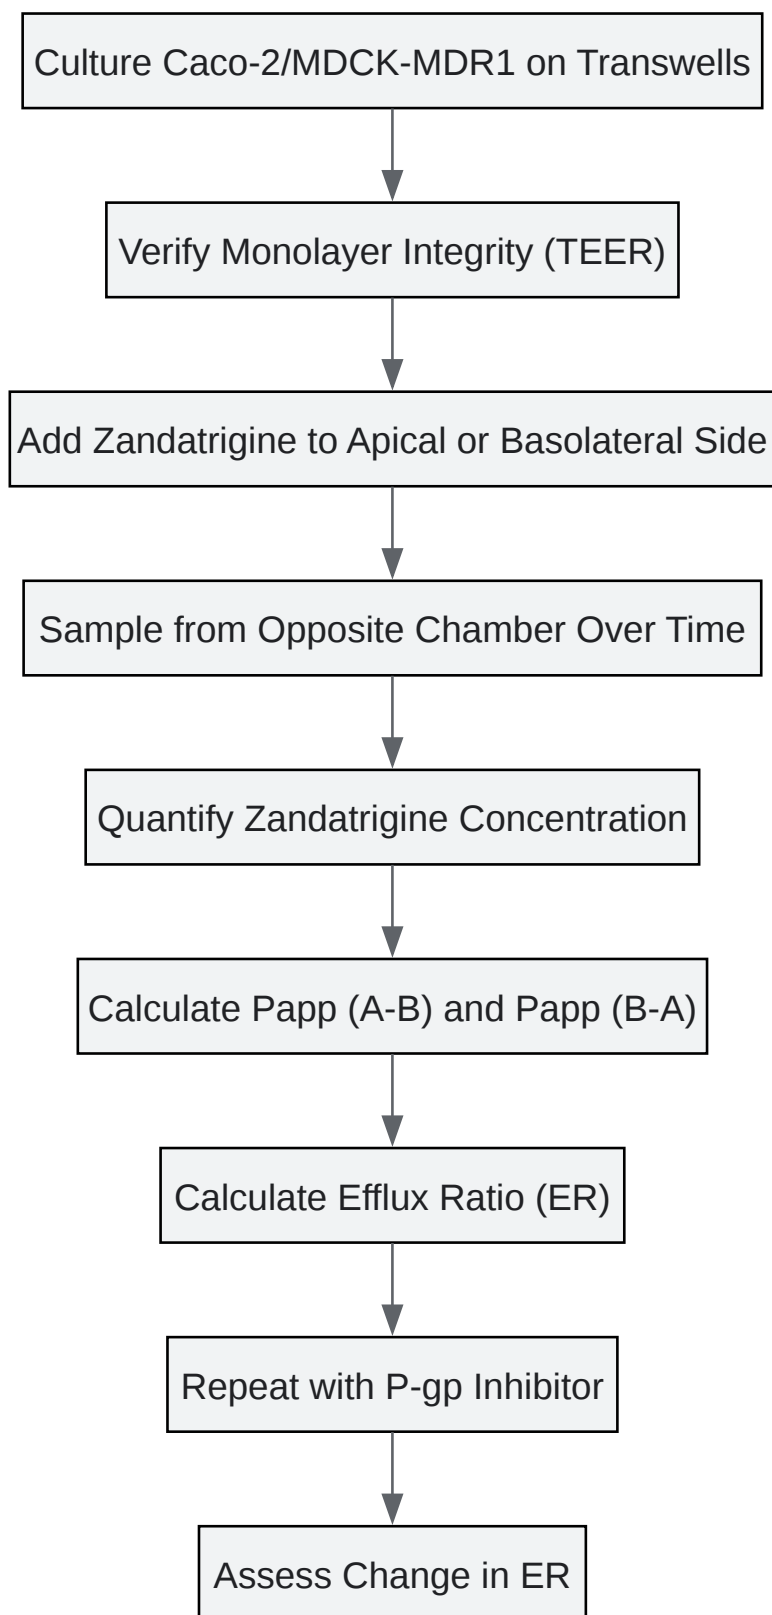 Culture Caco-2/MDCK-MDR1 on Transwells
Verify Monolayer Integrity (TEER)
Add Zandatrigine to Apical or Basolateral Side
Sample from Opposite Chamber Over Time
Quantify Zandatrigine Concentration
Calculate Papp (A-B) and Papp (B-A)
Calculate Efflux Ratio (ER)
Repeat with P-gp Inhibitor
Assess Change in ER